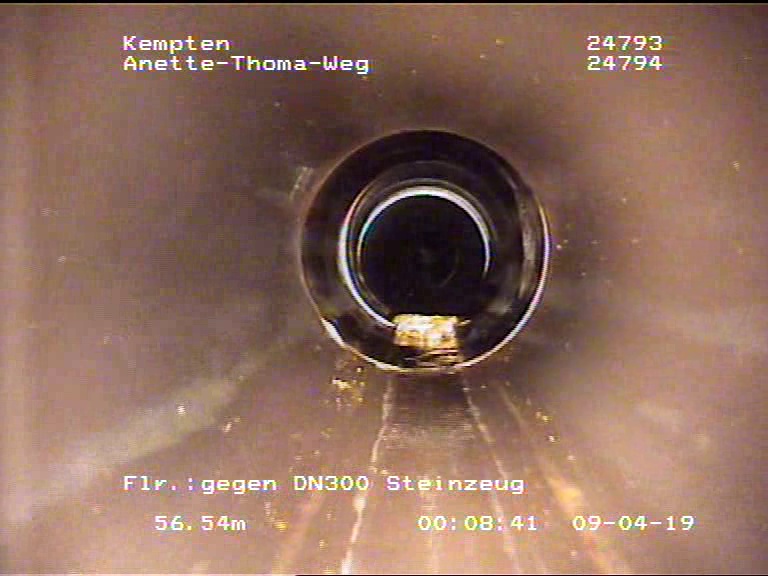 Kempten 24793
Anette-Thoma-Weg 24794
Flr.:gegen DN300 Steinzeug
56.54m 00:08:41 09-04-19